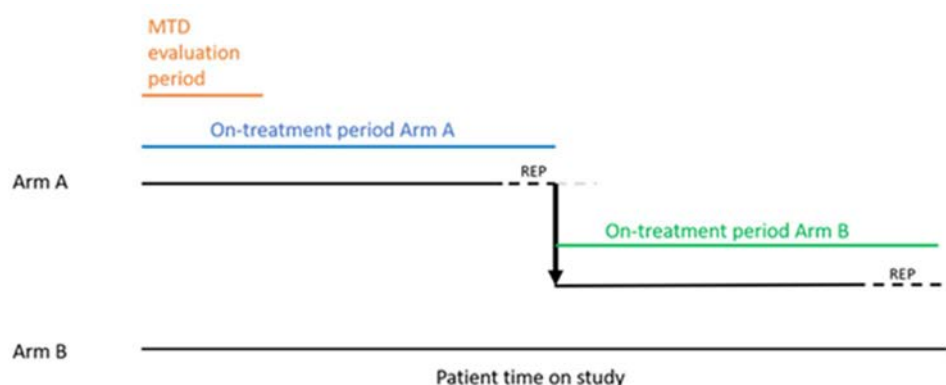 MTD
evaluation
period
On-treatment period Arm A
Arm A
REP
On-treatment period Arm B
REP
Arm B
Patient time on study